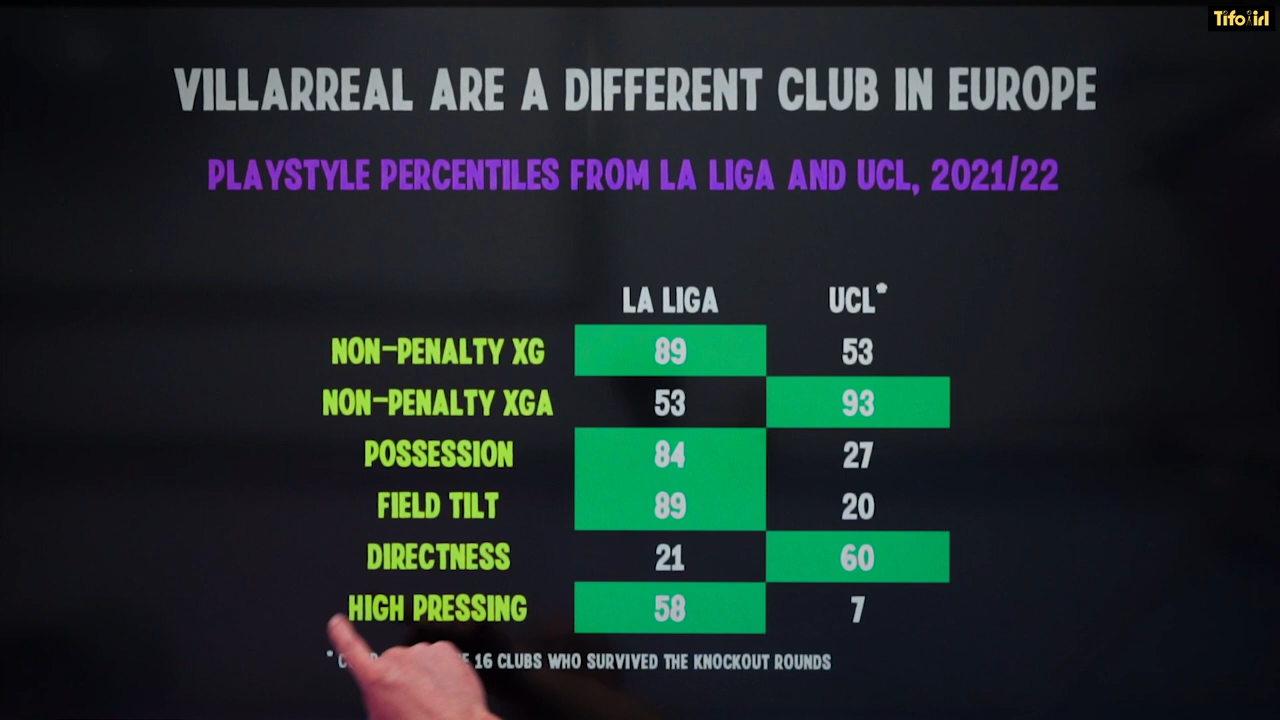 Tifo irl
VILLARREAL ARE A DIFFERENT CLUB IN EUROPE
PLAYSTYLE PERCENTILES FROM LA LIGA AND UCL, 2021/22
LA LIGA UCL*
NON-PENALTY XG 89 53
NON-PENALTY XGA 53 93
POSSESSION 84 27
FIELD TILT 89 20
DIRECTNESS 21 60
HIGH PRESSING 58 7
* 16 CLUBS WHO SURVIVED THE KNOCKOUT ROUNDS